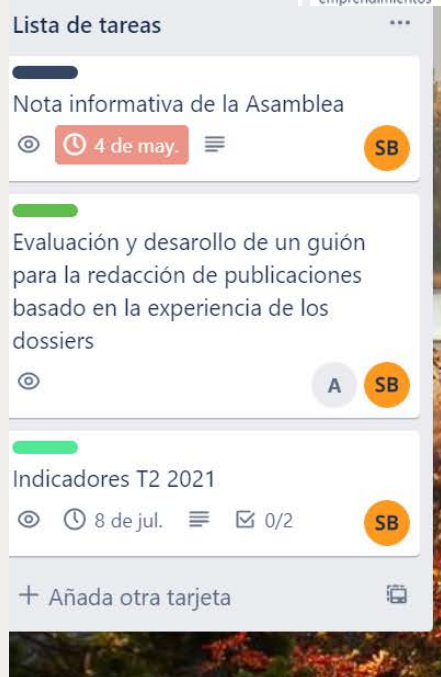 emprendimientos
Lista de tareas
Nota informativa de la Asamblea
4 de may.
SB
Evaluación y desarollo de un guión
para la redacción de publicaciones
basado en la experiencia de los
dossiers
A SB
Indicadores T2 2021
8 de jul. 0/2
SB
+ Añada otra tarjeta